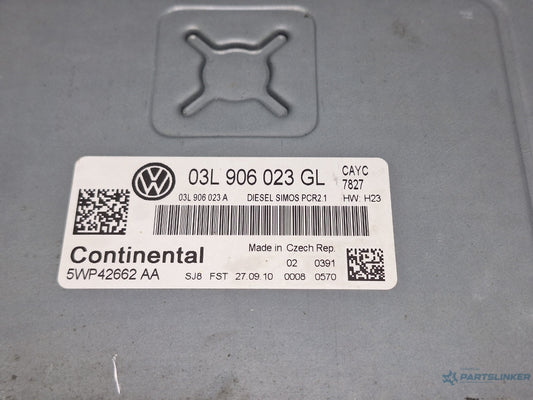 03L 906 023 GL
CAYC
7827
03L 906 023 A DIESEL SIMOS PCR2.1 HW: H23
Continental
Made in Czech Rep.
02 0391
5WP42662 AA SJ8 FST 27.09.10 0008 0570
PARTSLINKER